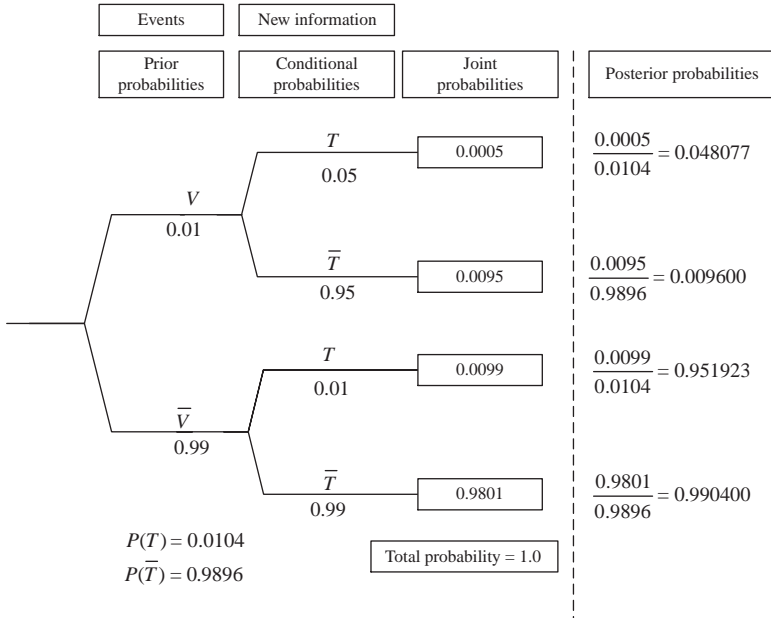 Events New information
Prior probabilities Conditional probabilities Joint probabilities Posterior probabilities
T
0.05
0.0005
0.0005/0.0104 = 0.048077
V
0.01
T̅
0.95
0.0095
0.0095/0.9896 = 0.009600
T
0.01
0.0099
0.0099/0.0104 = 0.951923
V̅
0.99
T̅
0.99
0.9801
0.9801/0.9896 = 0.990400
P(T) = 0.0104
P(T̅) = 0.9896
Total probability = 1.0